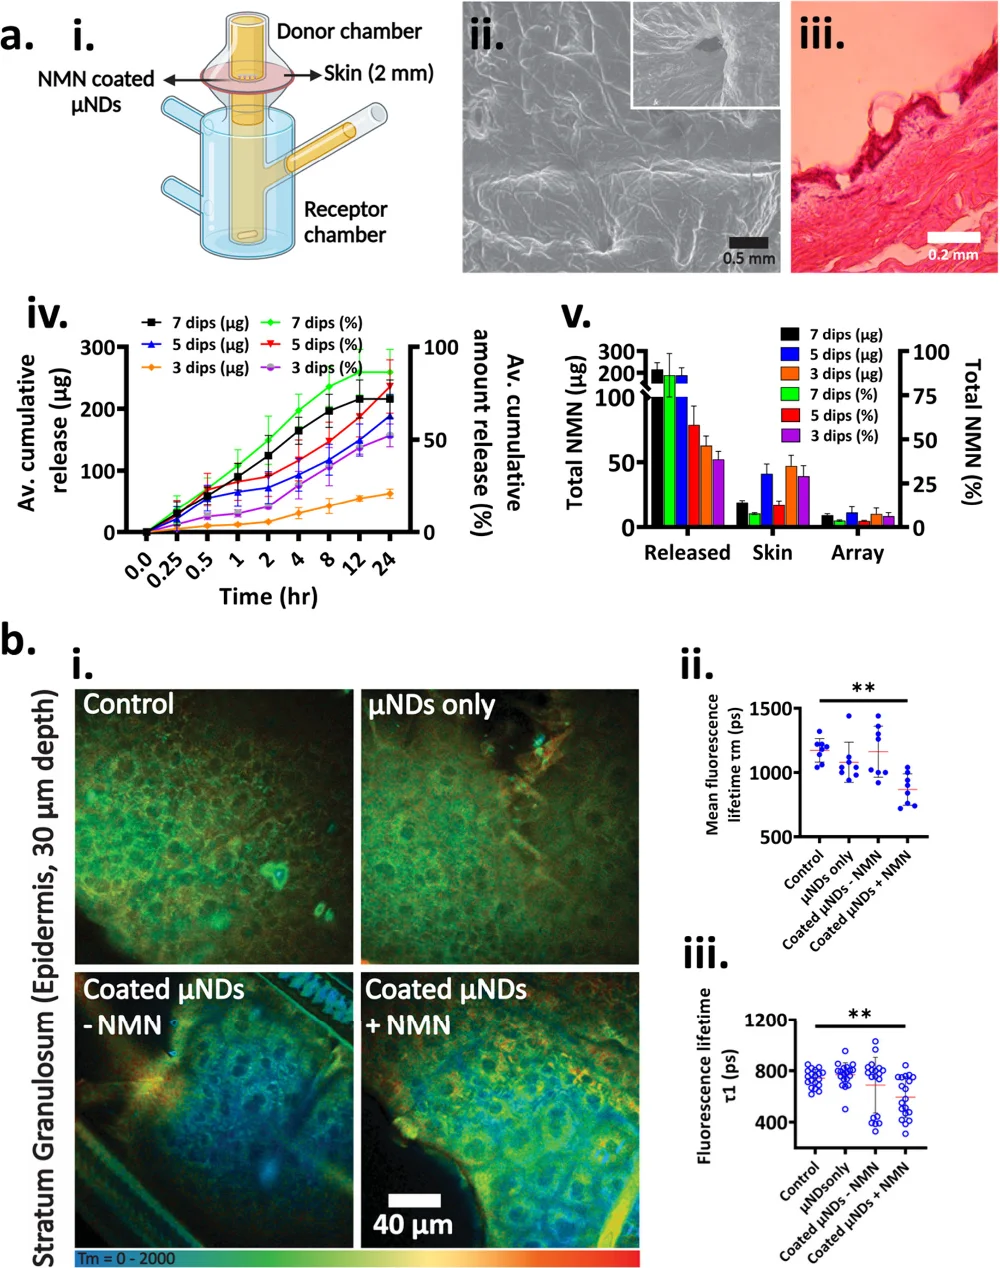 a.
i.
Donor chamber
NMN coated
µNDs
Skin (2 mm)
Receptor
chamber
ii.
0.5 mm
iii.
0.2 mm
iv.
7 dips (µg)
5 dips (µg)
3 dips (µg)
7 dips (%)
5 dips (%)
3 dips (%)
Av. cumulative
release (µg)
300
200
100
0
100
50
0
Av. cumulative
amount release (%)
0.0
0.25
0.5
1
2
4
8
12
24
Time (hr)
v.
7 dips (µg)
5 dips (µg)
3 dips (µg)
7 dips (%)
5 dips (%)
3 dips (%)
Total NMN (µg)
300
200
100
50
0
100
75
50
25
0
Total NMN (%)
Released
Skin
Array
b.
i.
Stratum Granulosum (Epidermis, 30 µm depth)
Control
µNDs only
Coated µNDs
- NMN
Coated µNDs
+ NMN
40 µm
Tm = 0 - 2000
ii.
**
Mean fluorescence
lifetime τm (ps)
1500
1000
500
Control
µNDs only
Coated µNDs - NMN
Coated µNDs + NMN
iii.
**
Fluorescence lifetime
τ1 (ps)
1200
800
400
Control
µNDsonly
Coated µNDs - NMN
Coated µNDs + NMN